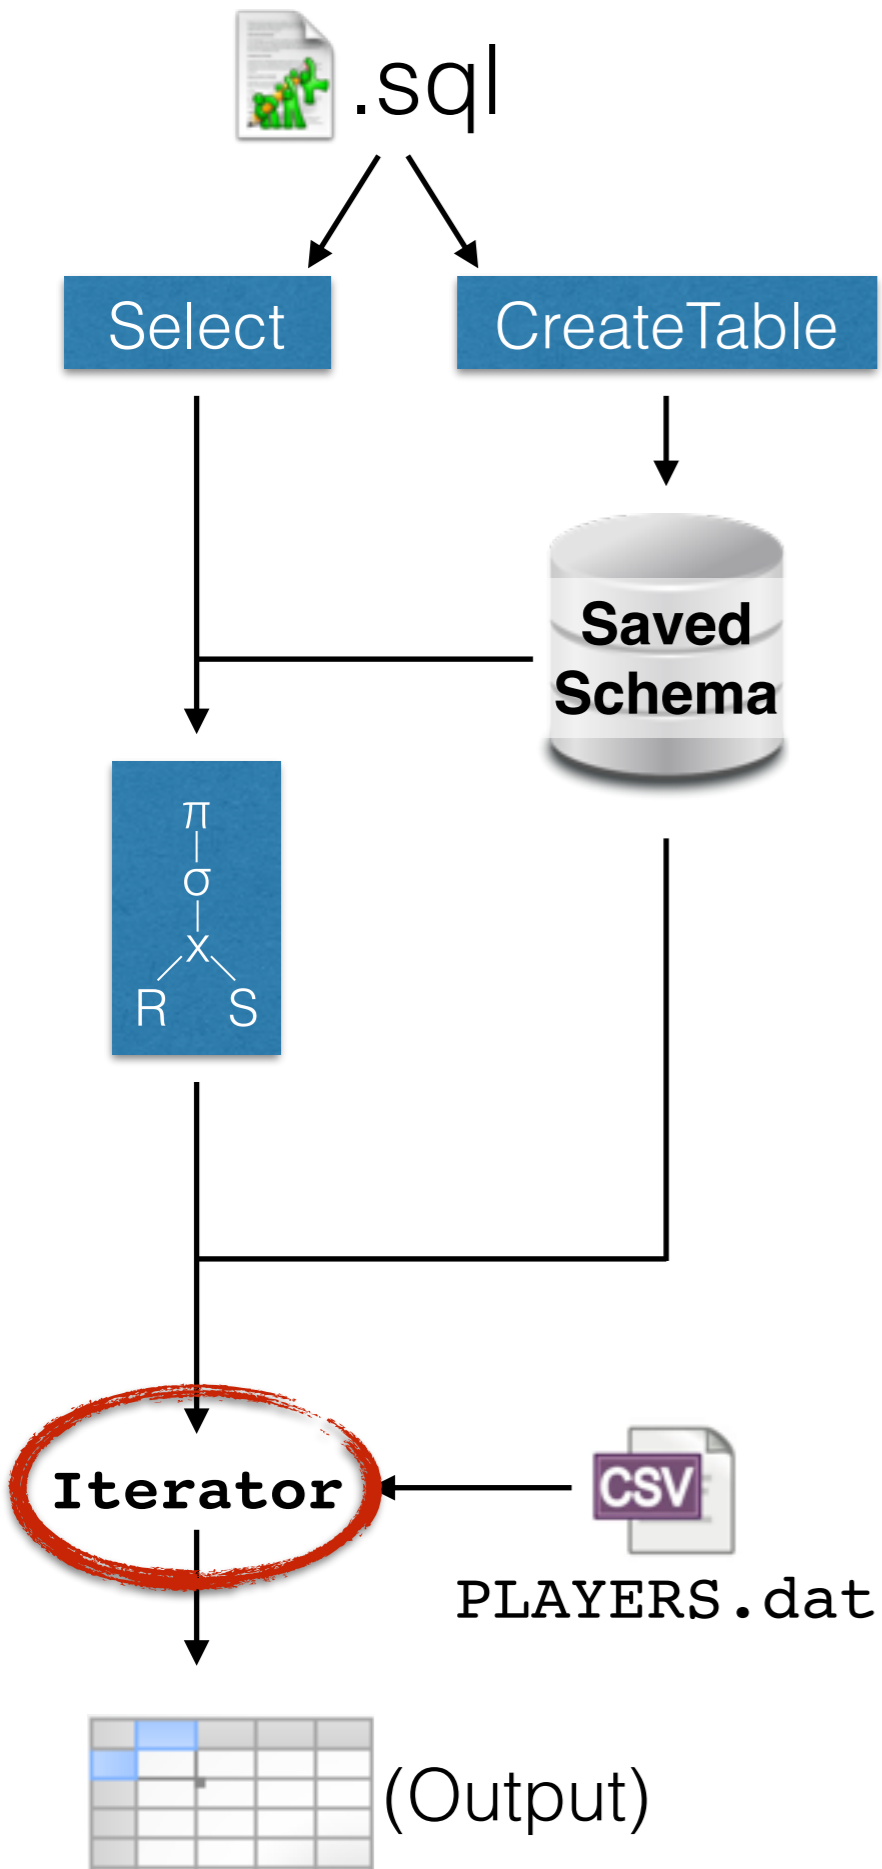 .sql
Select
CreateTable
Saved
Schema
π
σ
X
R S
Iterator
CSV
PLAYERS.dat
(Output)